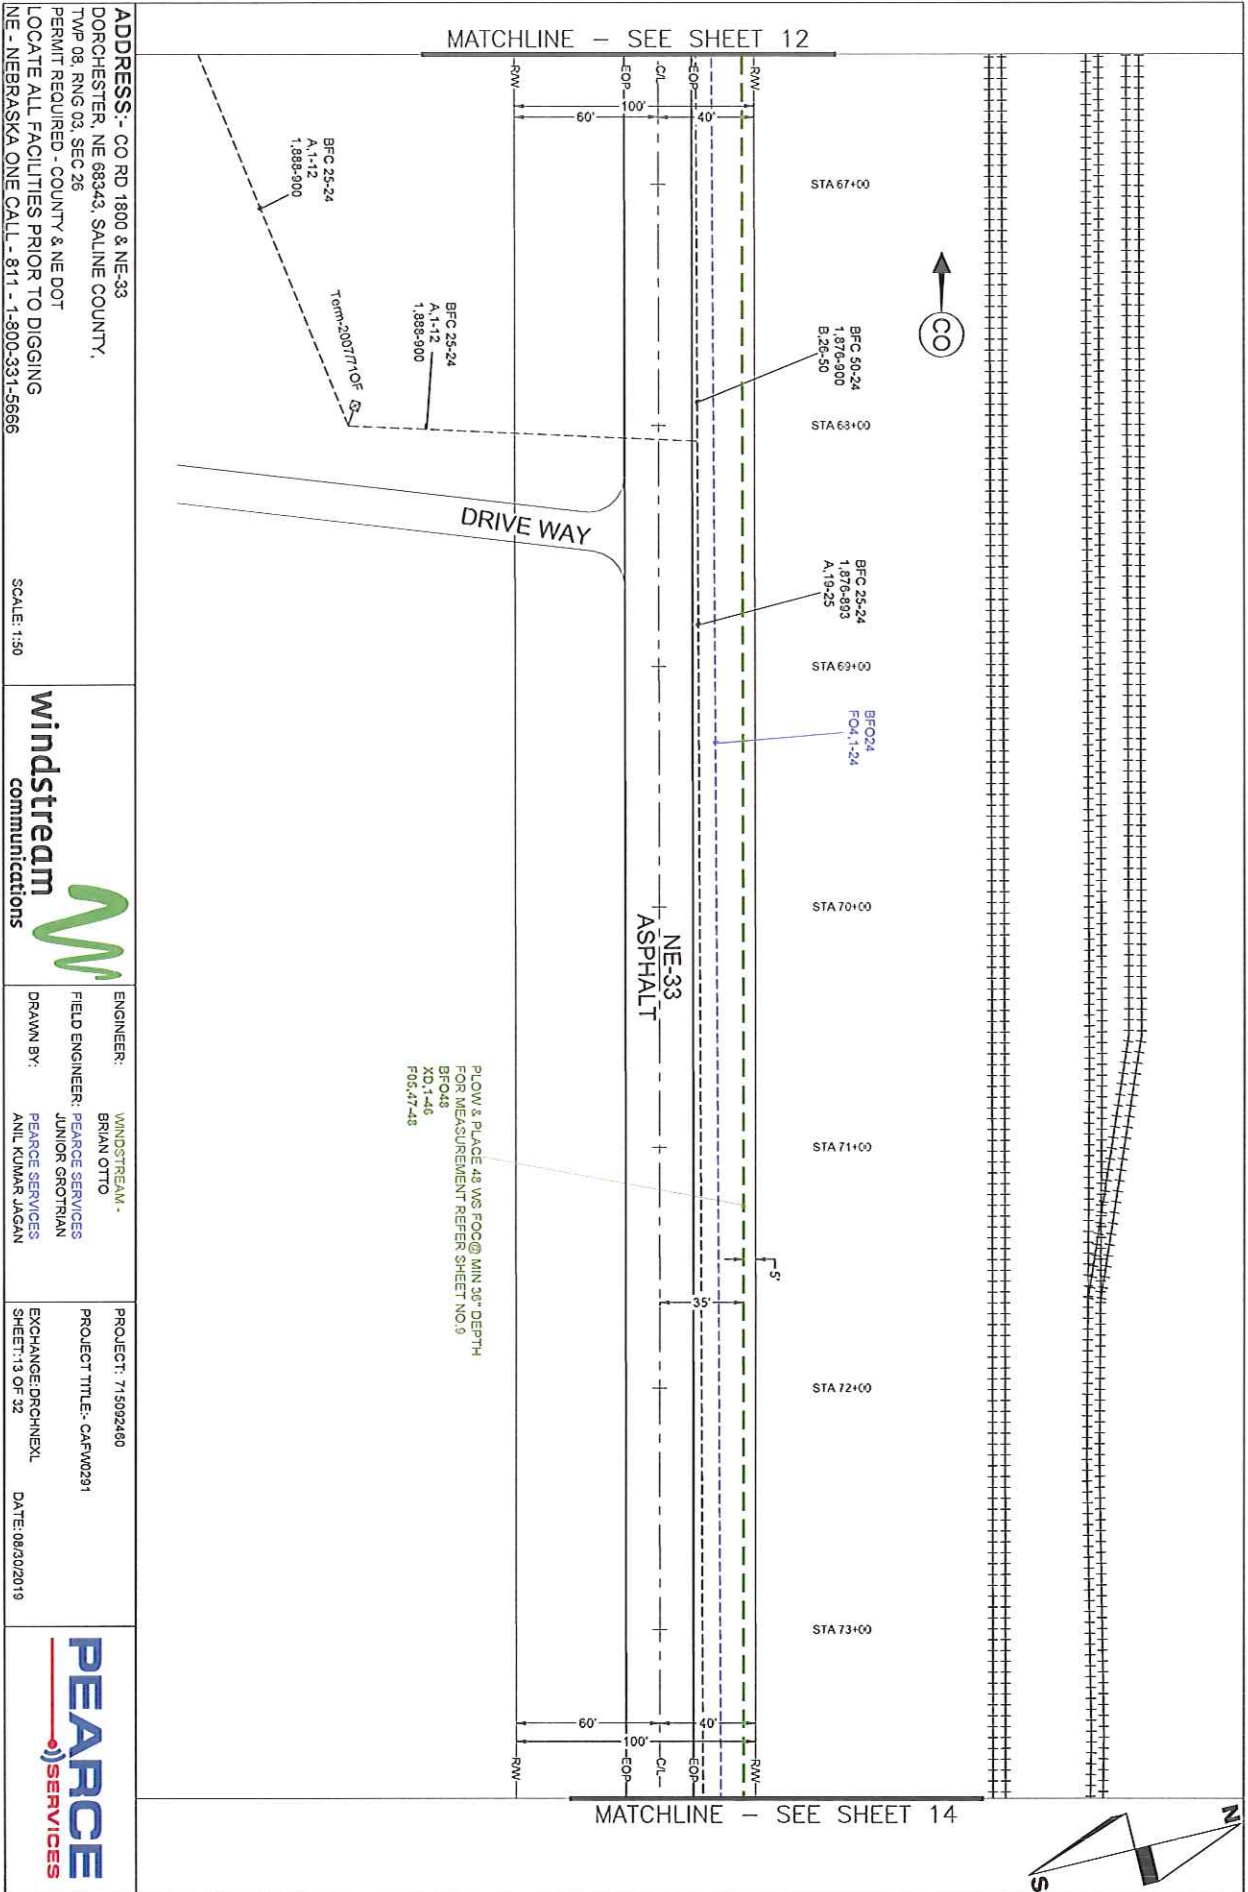 MATCHLINE - SEE SHEET 12
R/W
EOP
C/L
EOP
R/W
100'
60'
40'
STA 67+00
STA 68+00
STA 69+00
STA 70+00
STA 71+00
STA 72+00
STA 73+00
CO
BFC 25-24
A,1-12
1,888-900
Term-200771OF
BFC 25-24
A,1-12
1,888-900
BFC 50-24
1,876-900
B,26-50
DRIVE WAY
BFC 25-24
1,876-893
A,19-25
BFO24
FO4,1-24
NE-33
ASPHALT
PLOW & PLACE 48 WS FOC@ MIN 36" DEPTH
FOR MEASUREMENT REFER SHEET NO.9
BFO48
XD,1-46
F05,47-48
5'
35'
60'
40'
100'
R/W
EOP
C/L
EOP
R/W
MATCHLINE - SEE SHEET 14
N
S
ADDRESS:- CO RD 1800 & NE-33
DORCHESTER, NE 68343, SALINE COUNTY,
TWP 08, RNG 03, SEC 26
PERMIT REQUIRED - COUNTY & NE DOT
LOCATE ALL FACILITIES PRIOR TO DIGGING
NE - NEBRASKA ONE CALL - 811 - 1-800-331-5666
SCALE: 1:50
windstream
communications
ENGINEER: WINDSTREAM -
BRIAN OTTO
FIELD ENGINEER: PEARCE SERVICES
JUNIOR GROTRIAN
DRAWN BY: PEARCE SERVICES
ANIL KUMAR JAGAN
PROJECT: 715092460
PROJECT TITLE:- CAFW0291
EXCHANGE:DRCHNEXL
SHEET:13 OF 32 DATE:08/30/2019
PEARCE
SERVICES